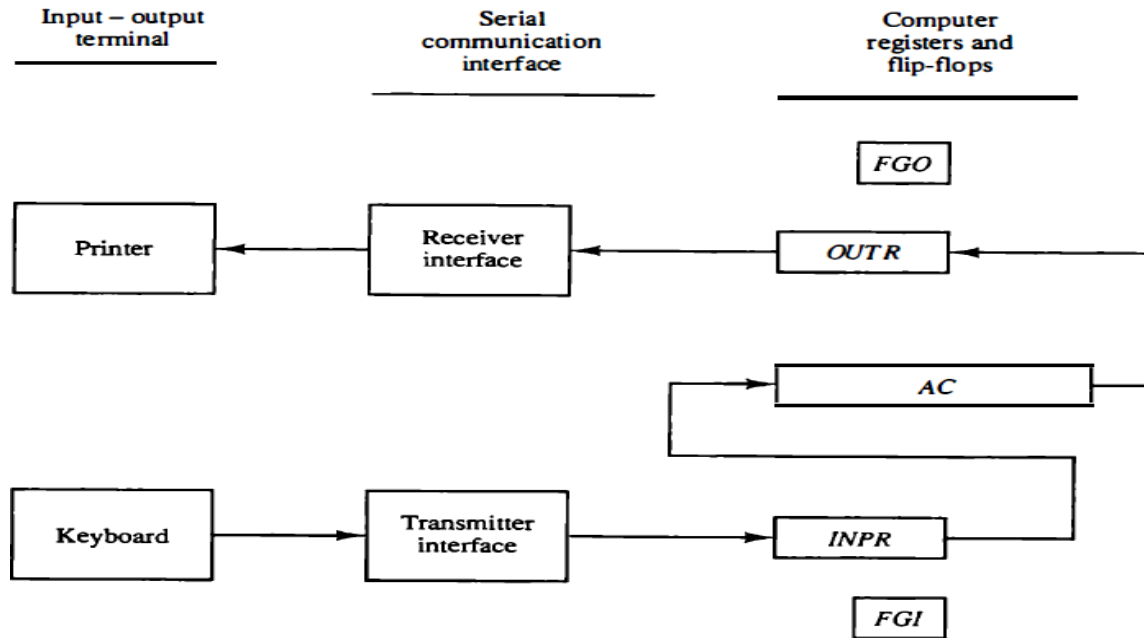 Input – output
terminal
Serial
communication
interface
Computer
registers and
flip-flops
FGO
Printer
Receiver
interface
OUTR
AC
Keyboard
Transmitter
interface
INPR
FGI